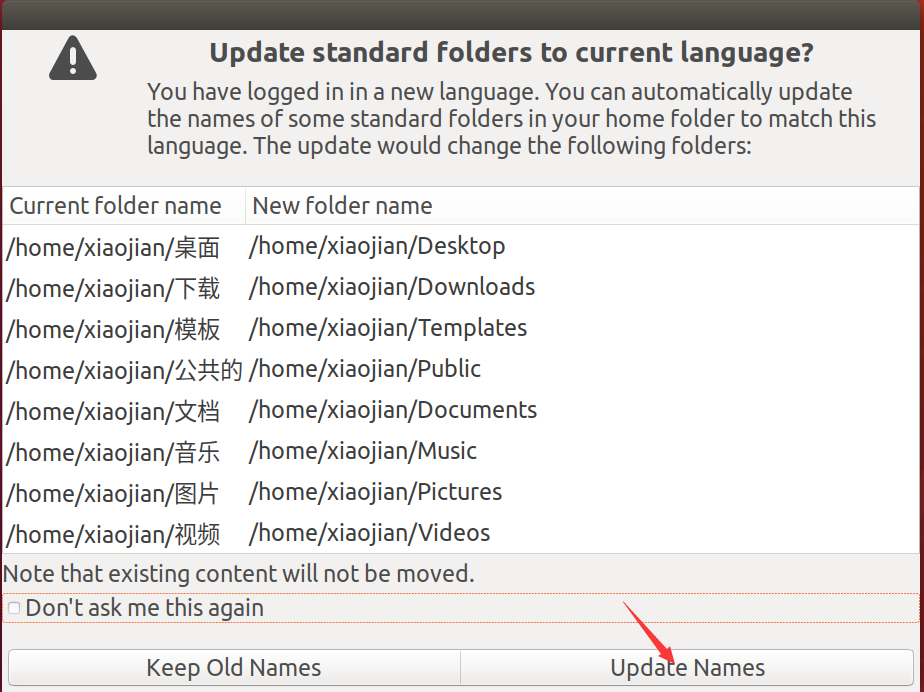 Update standard folders to current language?
You have logged in in a new language. You can automatically update
the names of some standard folders in your home folder to match this
language. The update would change the following folders:
Current folder name New folder name
/home/xiaojian/桌面 /home/xiaojian/Desktop
/home/xiaojian/下载 /home/xiaojian/Downloads
/home/xiaojian/模板 /home/xiaojian/Templates
/home/xiaojian/公共的 /home/xiaojian/Public
/home/xiaojian/文档 /home/xiaojian/Documents
/home/xiaojian/音乐 /home/xiaojian/Music
/home/xiaojian/图片 /home/xiaojian/Pictures
/home/xiaojian/视频 /home/xiaojian/Videos
Note that existing content will not be moved.
Don't ask me this again
Keep Old Names Update Names